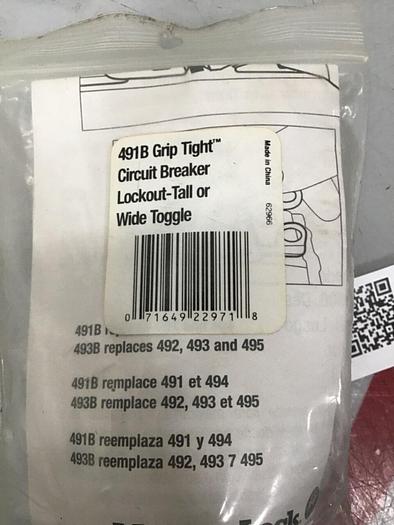 491B Grip Tight™
Circuit Breaker
Lockout-Tall or
Wide Toggle
Made in China
62966
0 71649 22971 8
491B
493B replaces 492, 493 and 495
491B remplace 491 et 494
493B remplace 492, 493 et 495
491B reemplaza 491 y 494
493B reemplaza 492, 493 7 495